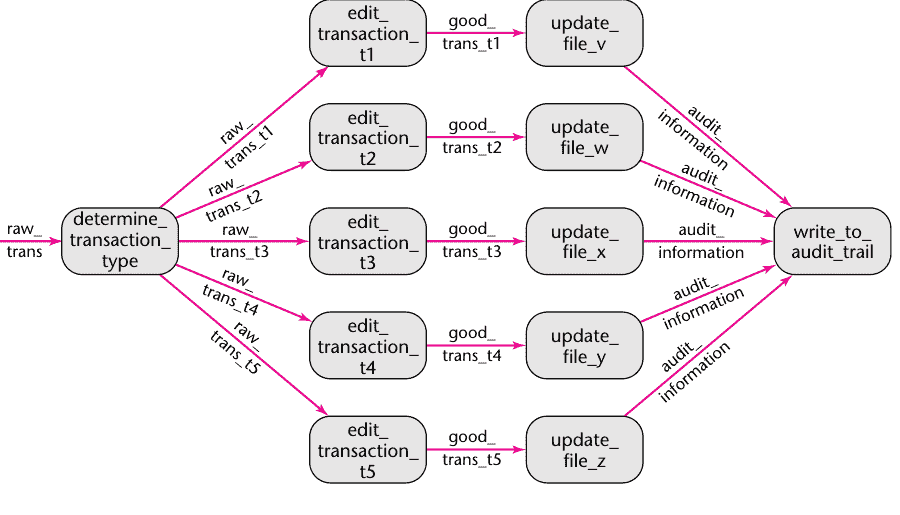 edit_
transaction_
t1
good_
trans_t1
update_
file_v
raw_
trans_t1
audit_
information
edit_
transaction_
t2
good_
trans_t2
update_
file_w
raw_
trans_t2
audit_
information
raw_
trans
determine_
transaction_
type
raw_
trans_t3
edit_
transaction_
t3
good_
trans_t3
update_
file_x
audit_
information
write_to_
audit_trail
raw_
trans_t4
edit_
transaction_
t4
good_
trans_t4
update_
file_y
audit_
information
raw_
trans_t5
edit_
transaction_
t5
good_
trans_t5
update_
file_z
audit_
information